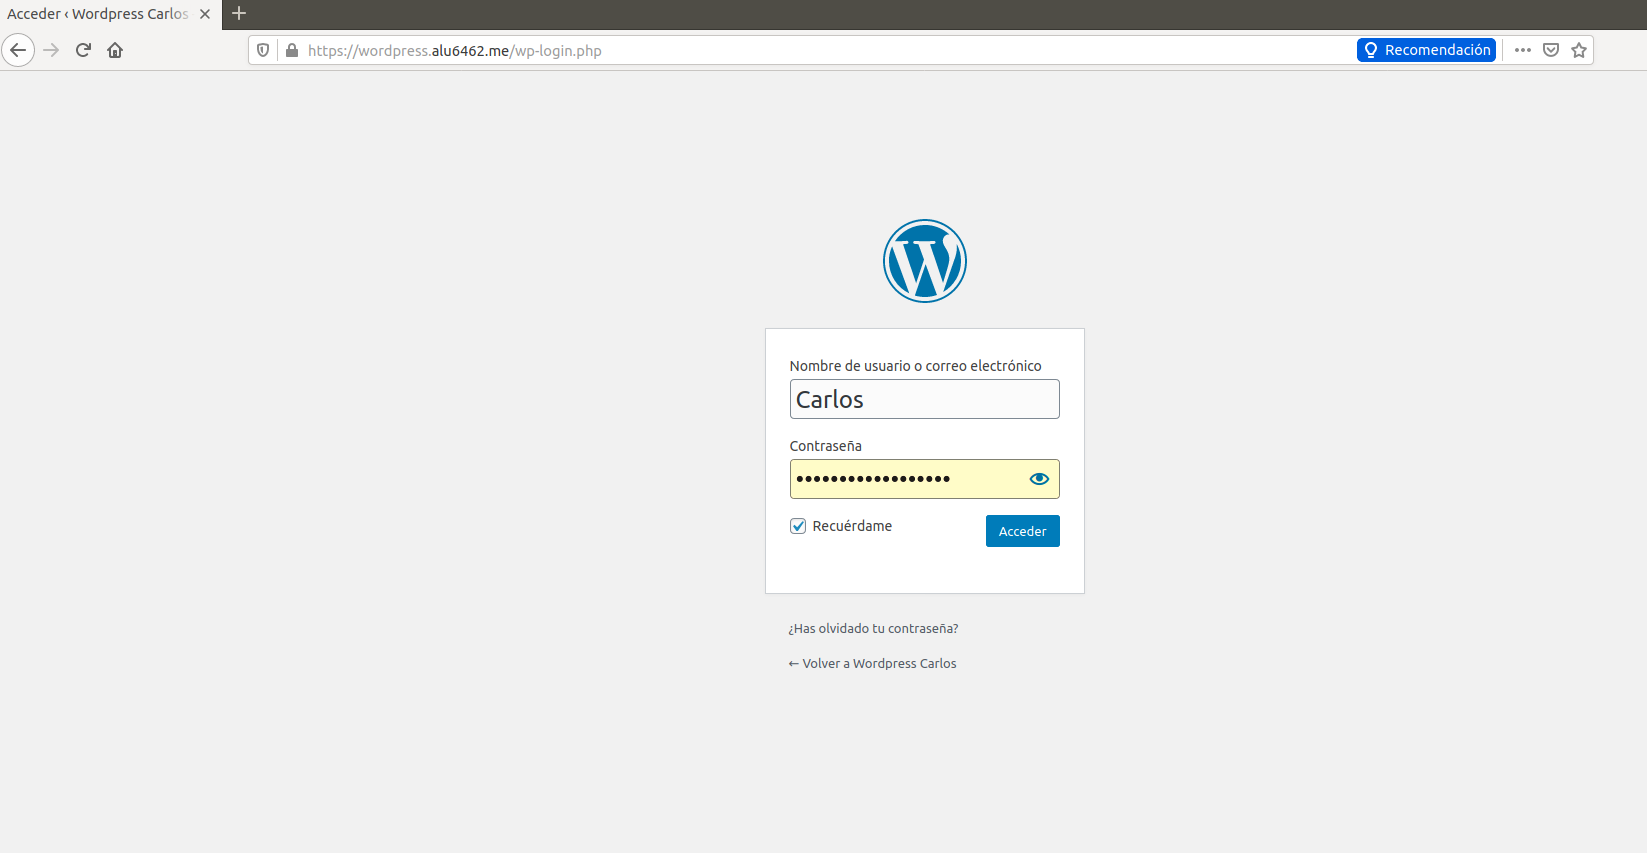 Acceder ‹ Wordpress Carlos
https://wordpress.alu6462.me/wp-login.php
Recomendación
Nombre de usuario o correo electrónico
Carlos
Contraseña
••••••••••••••••••
Recuérdame
Acceder
¿Has olvidado tu contraseña?
← Volver a Wordpress Carlos